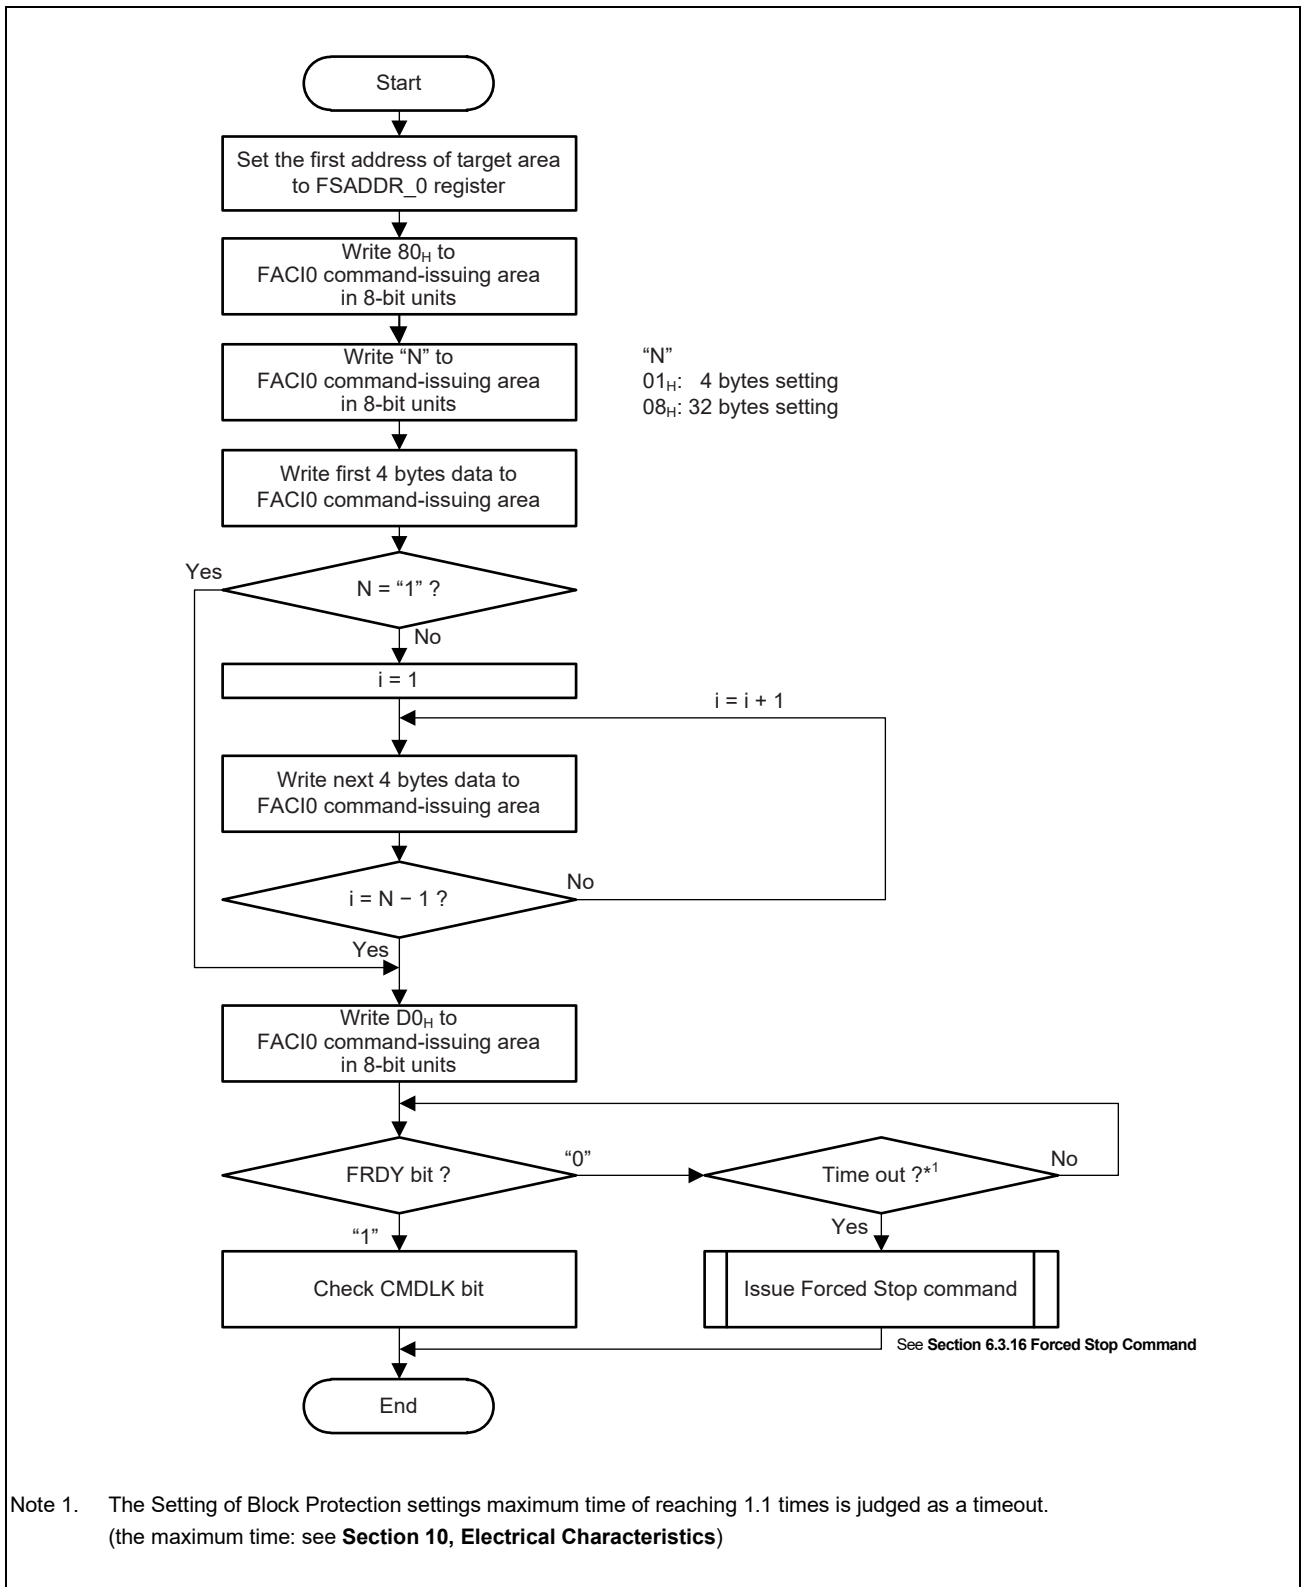 Start
Set the first address of target area
to FSADDR_0 register
Write 80H to
FACI0 command-issuing area
in 8-bit units
Write “N” to
FACI0 command-issuing area
in 8-bit units
“N”
01H: 4 bytes setting
08H: 32 bytes setting
Write first 4 bytes data to
FACI0 command-issuing area
Yes
N = “1” ?
No
i = 1
i = i + 1
Write next 4 bytes data to
FACI0 command-issuing area
i = N − 1 ?
No
Yes
Write D0H to
FACI0 command-issuing area
in 8-bit units
FRDY bit ?
“0”
Time out ?*1
No
“1”
Yes
Check CMDLK bit
Issue Forced Stop command
See Section 6.3.16 Forced Stop Command
End
Note 1. The Setting of Block Protection settings maximum time of reaching 1.1 times is judged as a timeout.
(the maximum time: see Section 10, Electrical Characteristics)